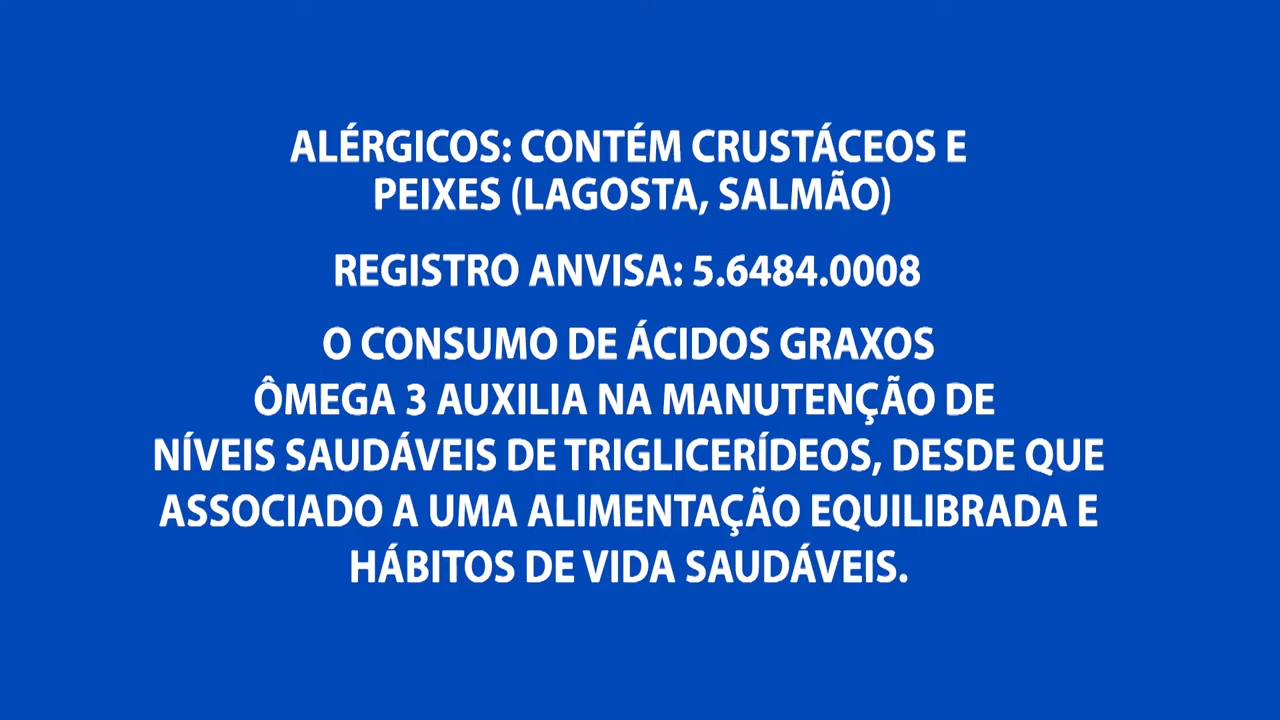 ALÉRGICOS: CONTÉM CRUSTÁCEOS E
PEIXES (LAGOSTA, SALMÃO)
REGISTRO ANVISA: 5.6484.0008
O CONSUMO DE ÁCIDOS GRAXOS
ÔMEGA 3 AUXILIA NA MANUTENÇÃO DE
NÍVEIS SAUDÁVEIS DE TRIGLICERÍDEOS, DESDE QUE
ASSOCIADO A UMA ALIMENTAÇÃO EQUILIBRADA E
HÁBITOS DE VIDA SAUDÁVEIS.